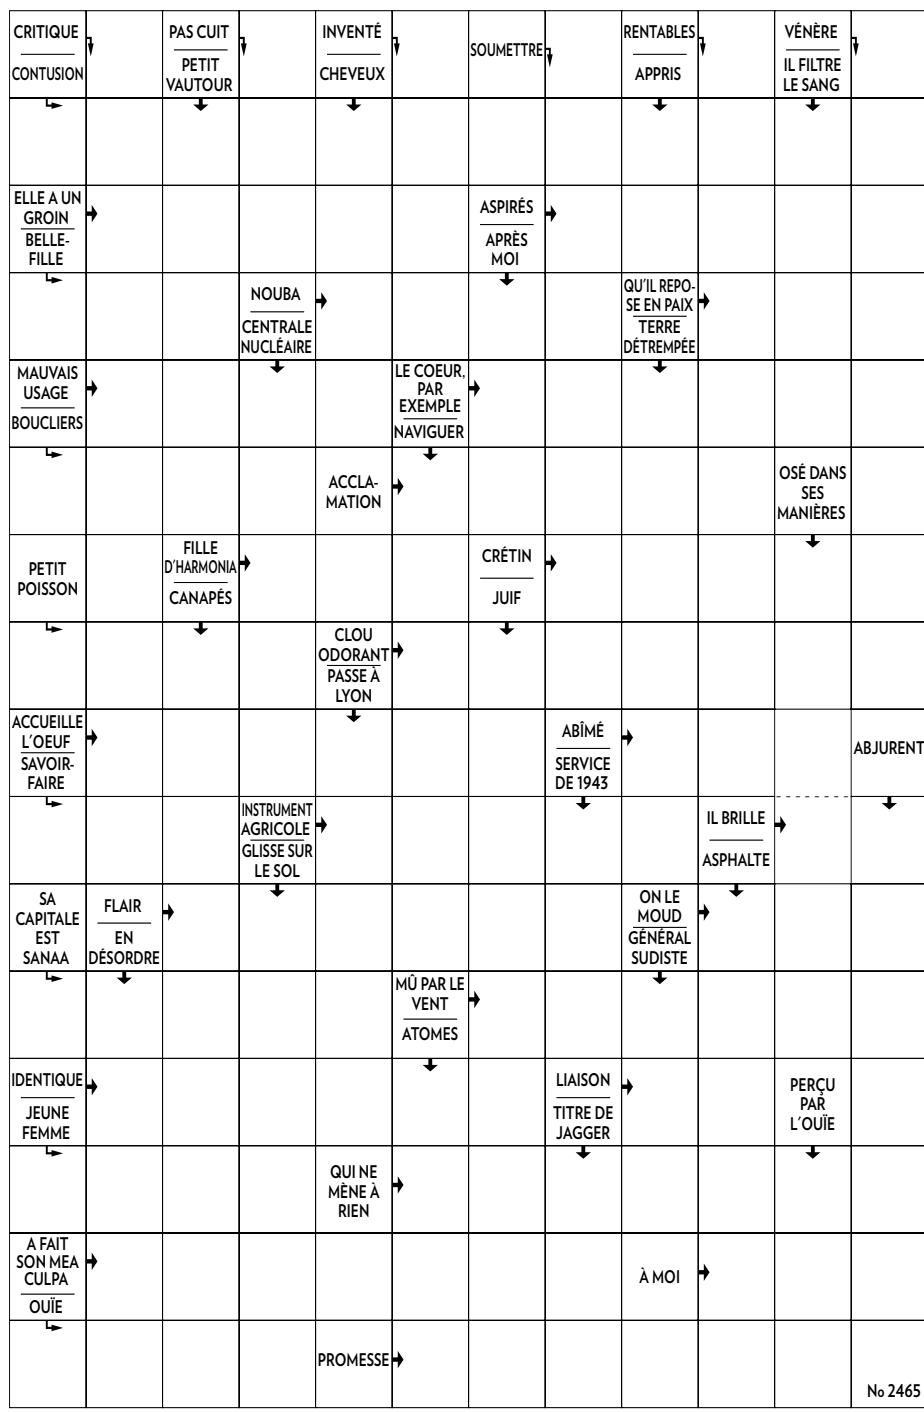 CRITIQUE
CONTUSION
PAS CUIT
PETIT
VAUTOUR
INVENTÉ
CHEVEUX
SOUMETTRE
RENTABLES
APPRIS
VÉNÈRE
IL FILTRE
LE SANG
ELLE A UN
GROIN
BELLE-
FILLE
ASPIRÉS
APRÈS
MOI
NOUBA
CENTRALE
NUCLÉAIRE
QU'IL REPO-
SE EN PAIX
TERRE
DÉTREMPÉE
MAUVAIS
USAGE
BOUCLIERS
LE COEUR,
PAR
EXEMPLE
NAVIGUER
ACCLA-
MATION
OSÉ DANS
SES
MANIÈRES
PETIT
POISSON
FILLE
D'HARMONIA
CANAPÉS
CRÉTIN
JUIF
CLOU
ODORANT
PASSE À
LYON
ACCUEILLE
L'OEUF
SAVOIR-
FAIRE
ABÎMÉ
SERVICE
DE 1943
ABJURENT
INSTRUMENT
AGRICOLE
GLISSE SUR
LE SOL
IL BRILLE
ASPHALTE
SA
CAPITALE
EST
SANAA
FLAIR
EN
DÉSORDRE
ON LE
MOUD
GÉNÉRAL
SUDISTE
MÛ PAR LE
VENT
ATOMES
IDENTIQUE
JEUNE
FEMME
LIAISON
TITRE DE
JAGGER
PERÇU
PAR
L'OUÏE
QUI NE
MÈNE À
RIEN
A FAIT
SON MEA
CULPA
OUÏE
À MOI
PROMESSE
No 2465